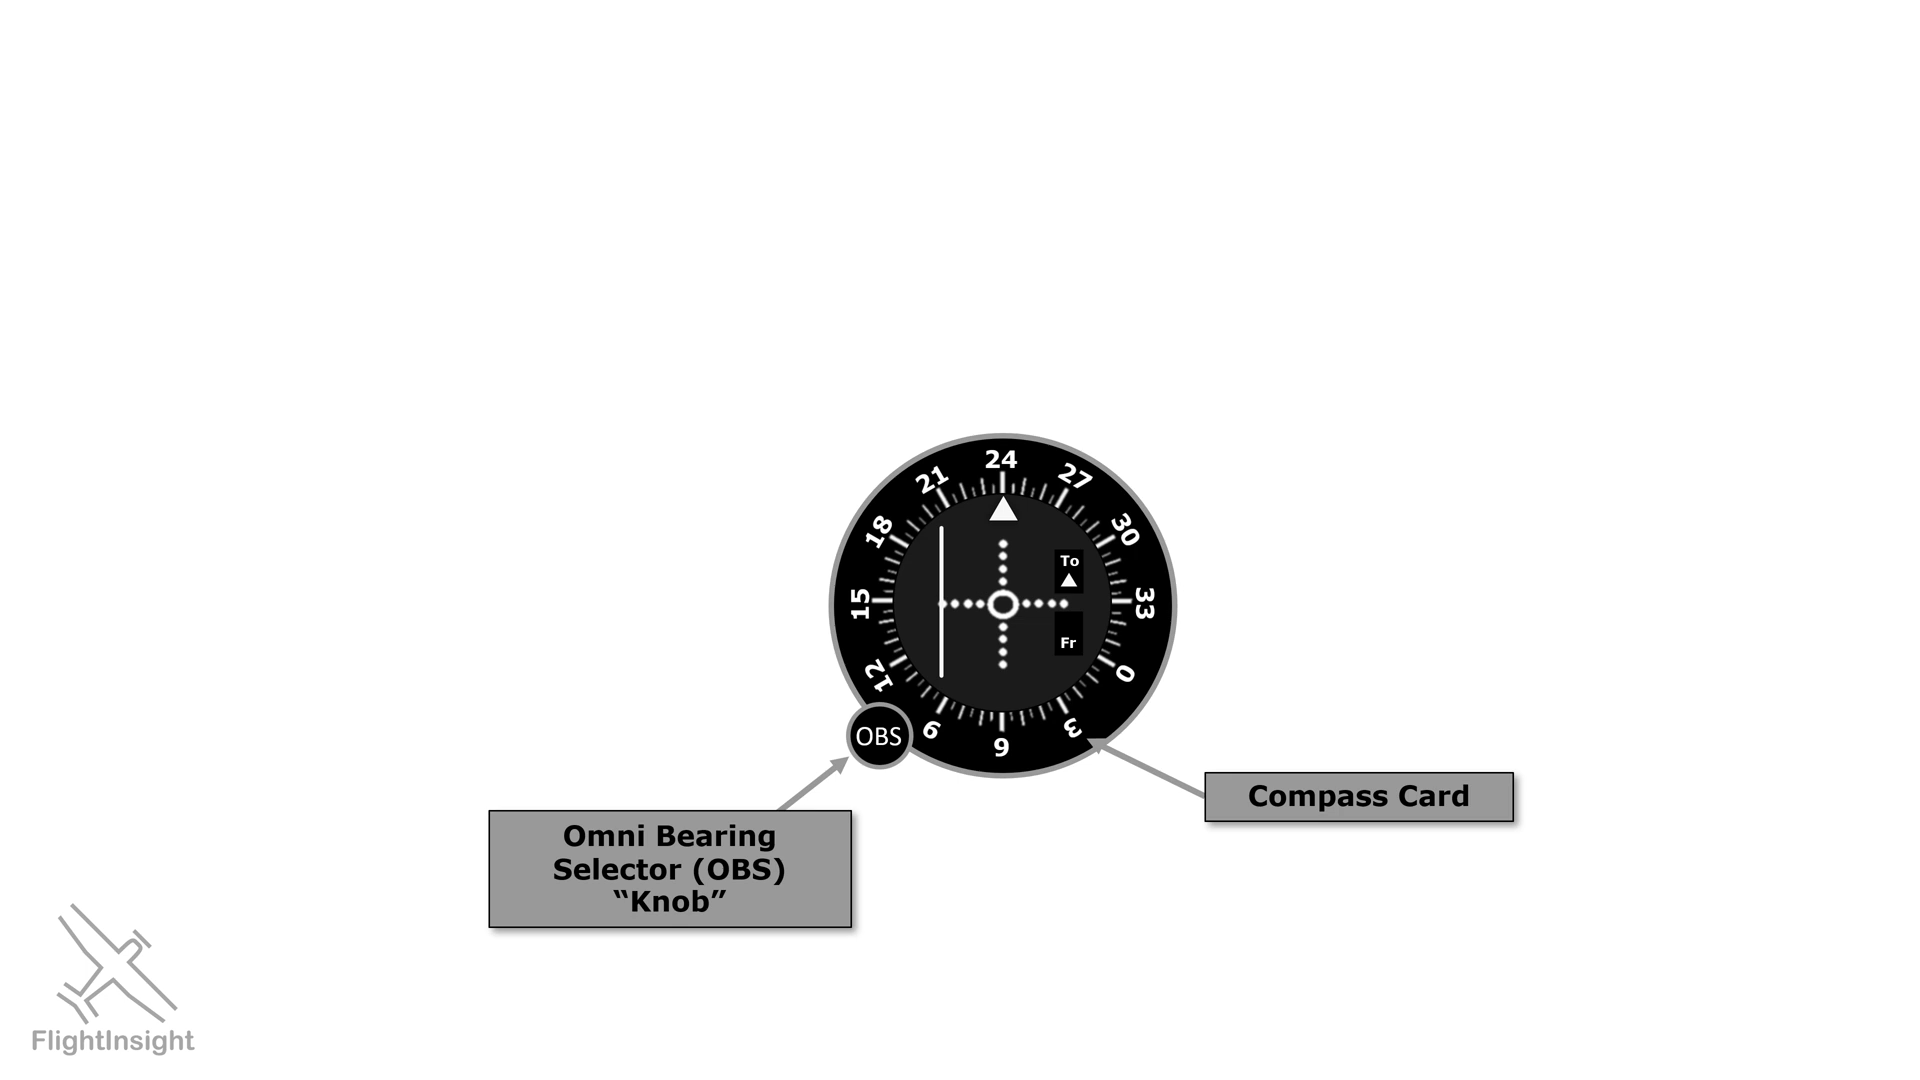 24
27
30
33
0
3
6
9
12
15
18
21
To
Fr
OBS
Omni Bearing
Selector (OBS)
“Knob”
Compass Card
FlightInsight